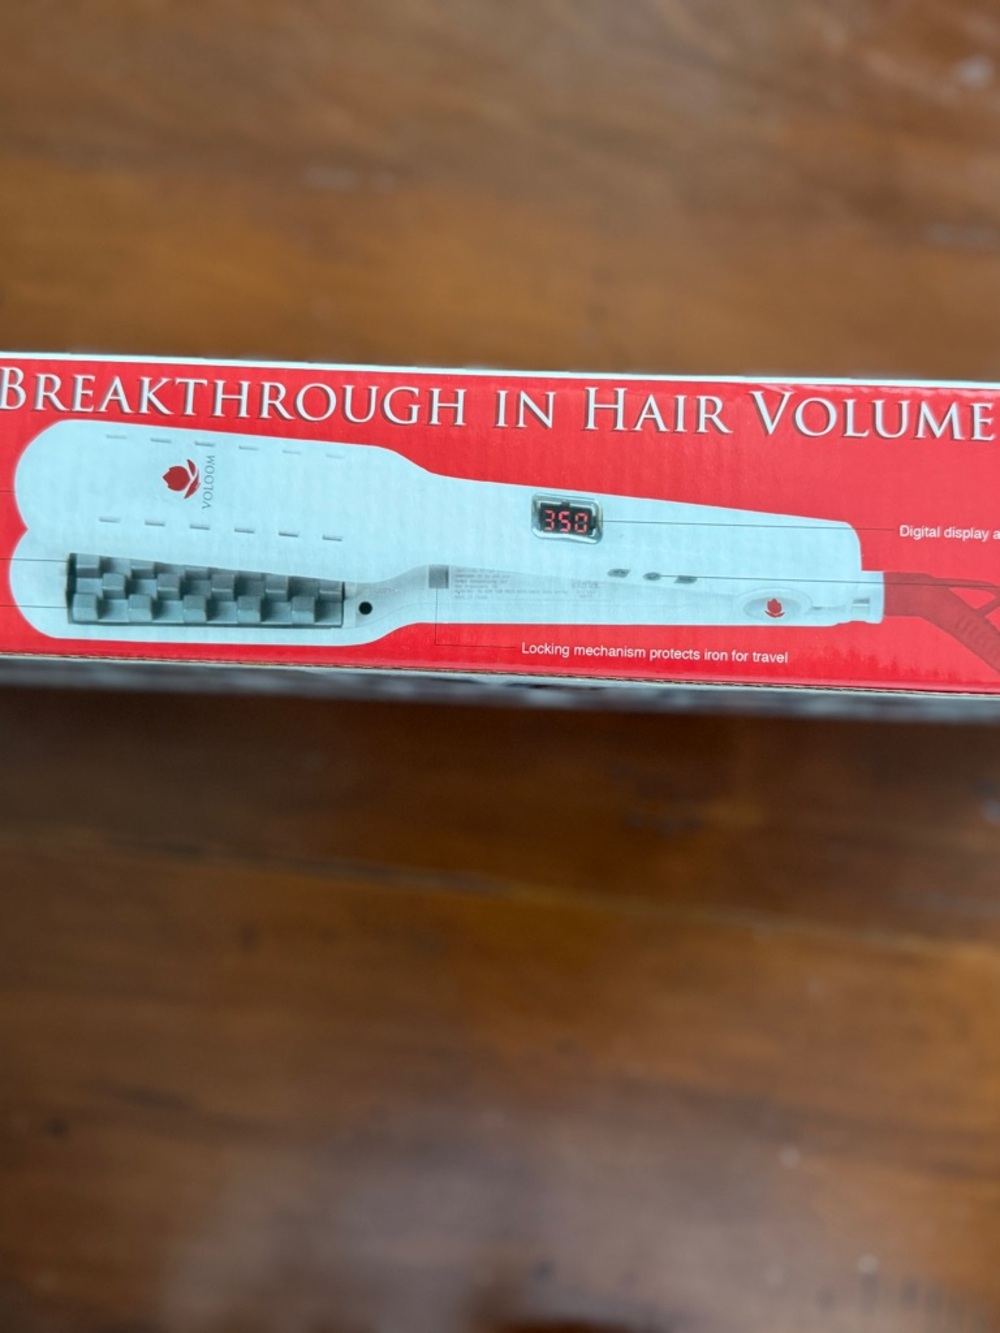 BREAKTHROUGH IN HAIR VOLUME
VOLOOM
350
Digital display a
Locking mechanism protects iron for travel